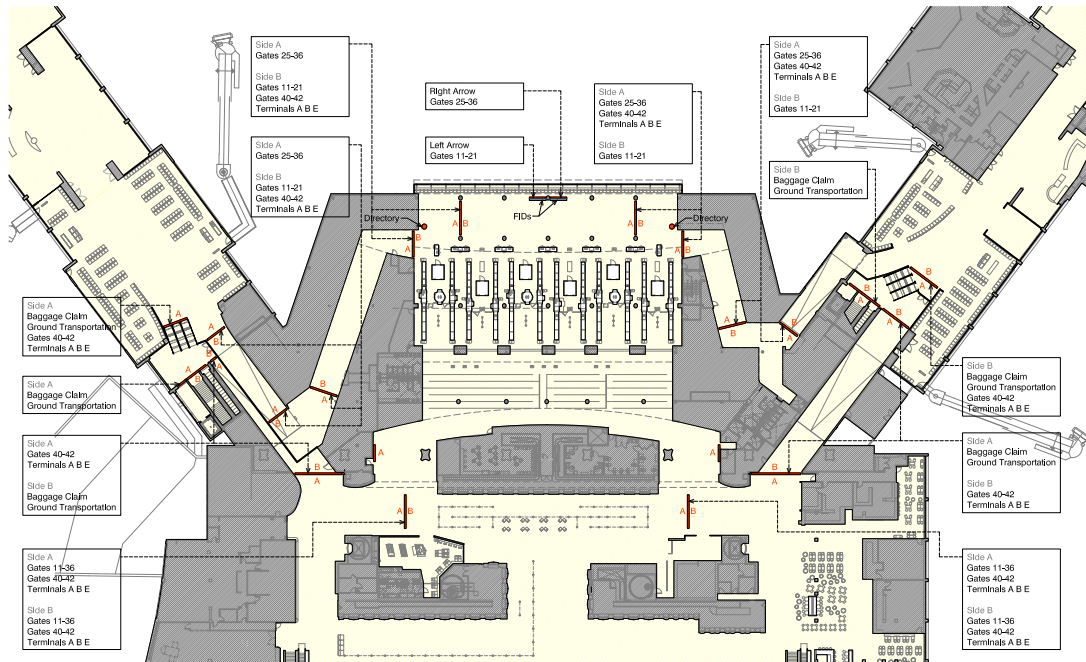 Side A
Gates 25-36
Side B
Gates 11-21
Gates 40-42
Terminals A B E
Right Arrow
Gates 25-36
Left Arrow
Gates 11-21
Side A
Gates 25-36
Gates 40-42
Terminals A B E
Side B
Gates 11-21
Side A
Gates 25-36
Gates 40-42
Terminals A B E
Side B
Gates 11-21
Side A
Gates 25-36
Side B
Gates 11-21
Gates 40-42
Terminals A B E
Side B
Baggage Claim
Ground Transportation
Directory
FIDs
Directory
A B
A B
B
A
B
A
Side A
Baggage Claim
Ground Transportation
Gates 40-42
Terminals A B E
A
A
B
A
B
A
B
A
B
A
B
A
B
A
B
B
A
B
A
B
Side A
Baggage Claim
Ground Transportation
Side B
Baggage Claim
Ground Transportation
Gates 40-42
Terminals A B E
Side A
Gates 40-42
Terminals A B E
Side B
Baggage Claim
Ground Transportation
A
A
B
A
B
A
Side A
Baggage Claim
Ground Transportation
Side B
Gates 40-42
Terminals A B E
A B
A B
Side A
Gates 11-36
Gates 40-42
Terminals A B E
Side B
Gates 11-36
Gates 40-42
Terminals A B E
Side A
Gates 11-36
Gates 40-42
Terminals A B E
Side B
Gates 11-36
Gates 40-42
Terminals A B E